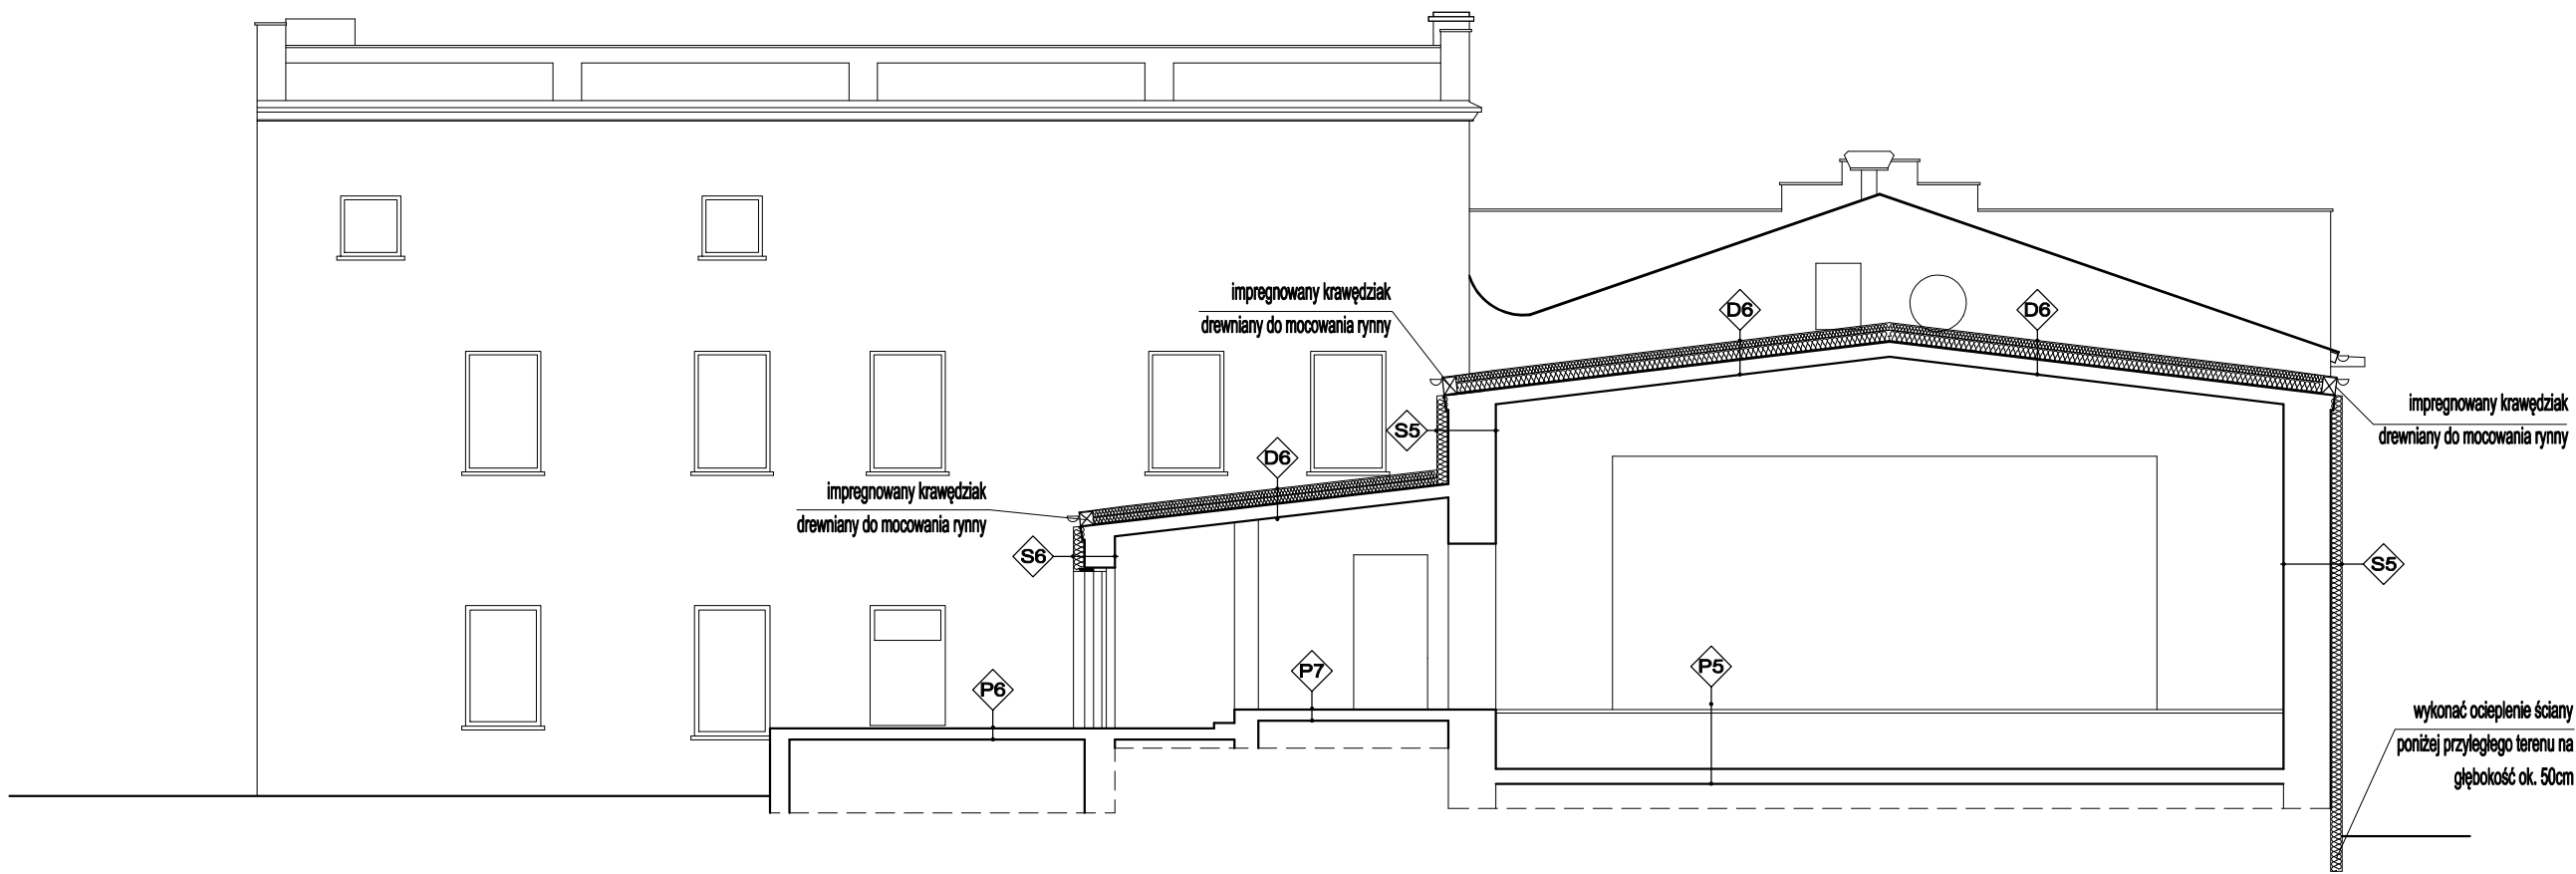 impregnowany krawędziak
drewniany do mocowania rynny
D6
D6
impregnowany krawędziak
drewniany do mocowania rynny
S5
D6
impregnowany krawędziak
drewniany do mocowania rynny
S6
S5
P6
P7
P5
wykonać ocieplenie ściany
poniżej przyległego terenu na
głębokość ok. 50cm